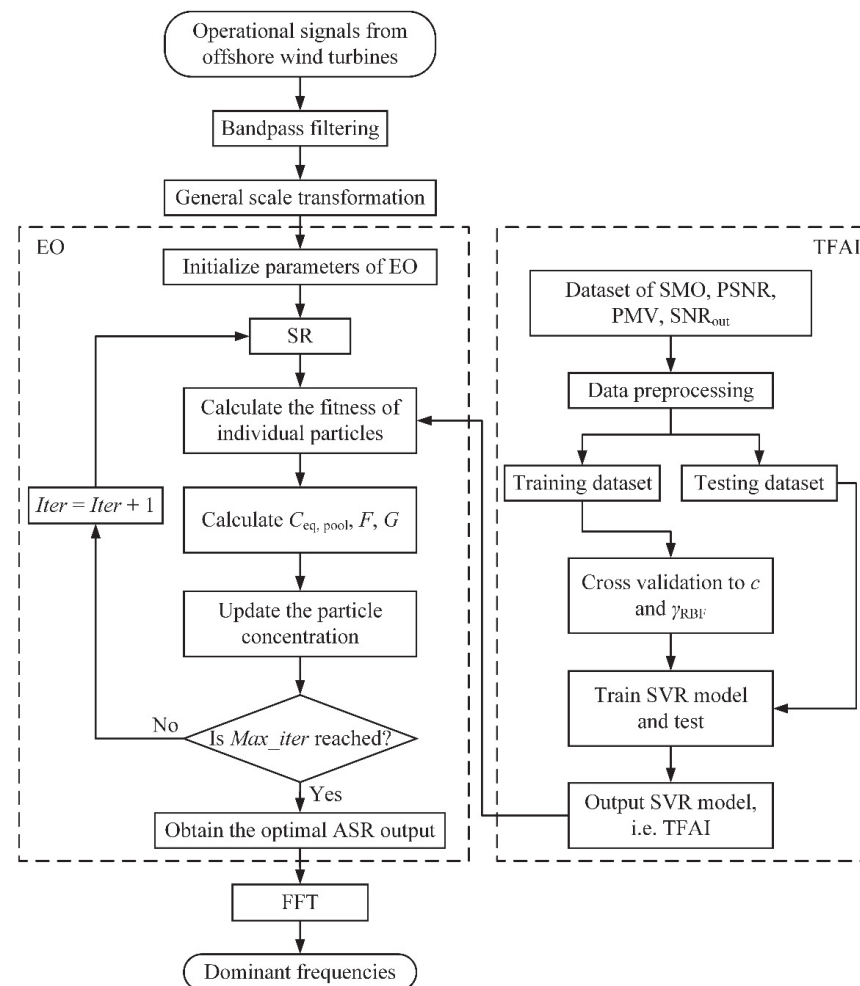 Operational signals from
offshore wind turbines
Bandpass filtering
General scale transformation
EO
Initialize parameters of EO
SR
Calculate the fitness of
individual particles
Iter = Iter + 1
Calculate Ceq, pool, F, G
Update the particle
concentration
No
Is Max_iter reached?
Yes
Obtain the optimal ASR output
FFT
Dominant frequencies
TFAI
Dataset of SMO, PSNR,
PMV, SNRout
Data preprocessing
Training dataset
Testing dataset
Cross validation to c
and γRBF
Train SVR model
and test
Output SVR model,
i.e. TFAI